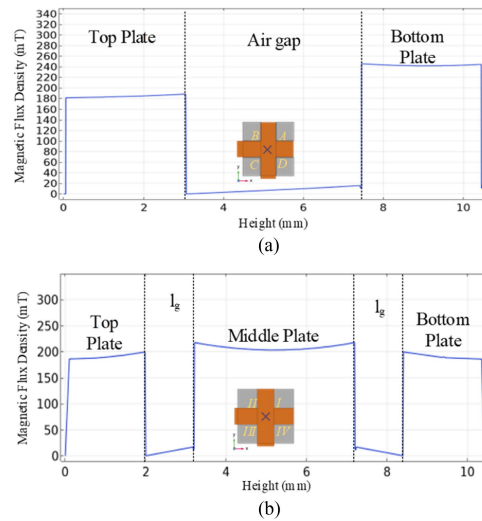 Magnetic Flux Density (mT)
340
320
300
280
260
240
220
200
180
160
140
120
100
80
60
40
20
0
Top Plate
Air gap
Bottom
Plate
B A
C D
0 2 4 6 8 10
Height (mm)
(a)
Magnetic Flux Density (mT)
300
250
200
150
100
50
0
Top
Plate
lg
Middle Plate
lg
Bottom
Plate
II I
III IV
0 2 4 6 8 10
Height (mm)
(b)